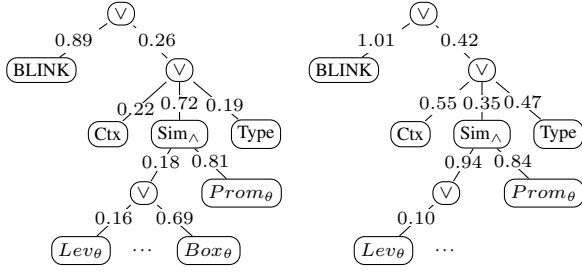 ∨ ∨
0.89 0.26 1.01 0.42
BLINK ∨ BLINK ∨
0.22 0.72 0.19 0.55 0.35 0.47
Ctx Sim∧ Type Ctx Sim∧ Type
0.18 0.81 0.94 0.84
∨ Promθ ∨ Promθ
0.16 0.69 0.10
Levθ ... Boxθ Levθ ...